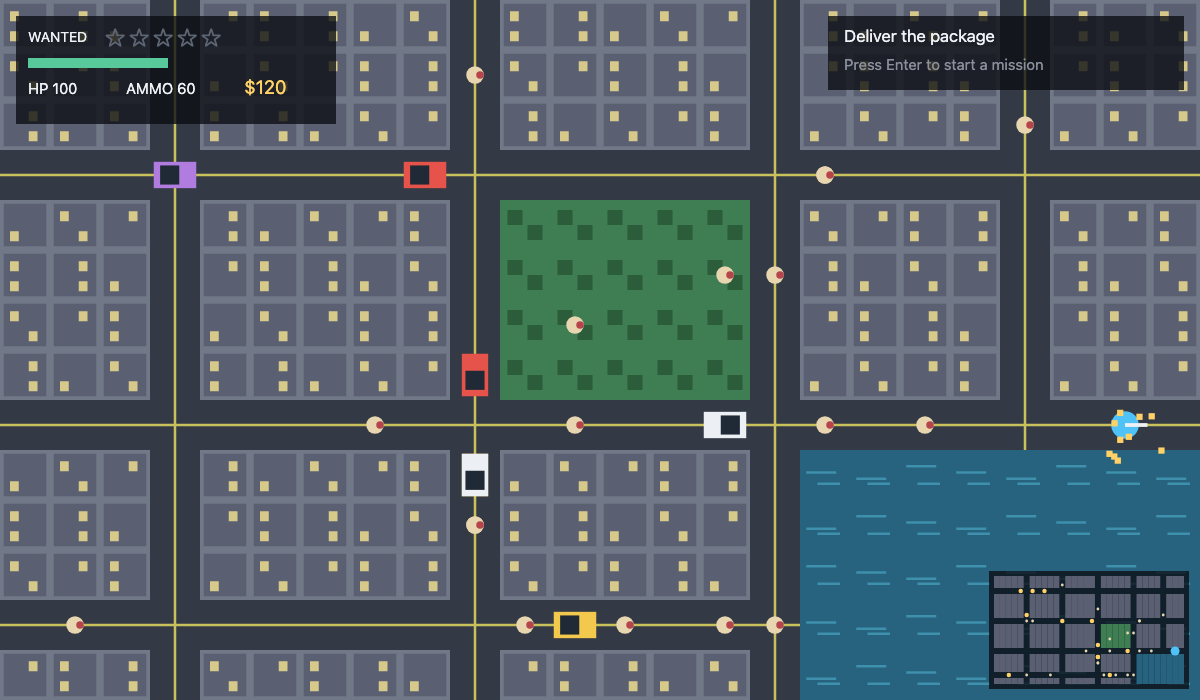 WANTED
HP 100 AMMO 60 $120
Deliver the package
Press Enter to start a mission